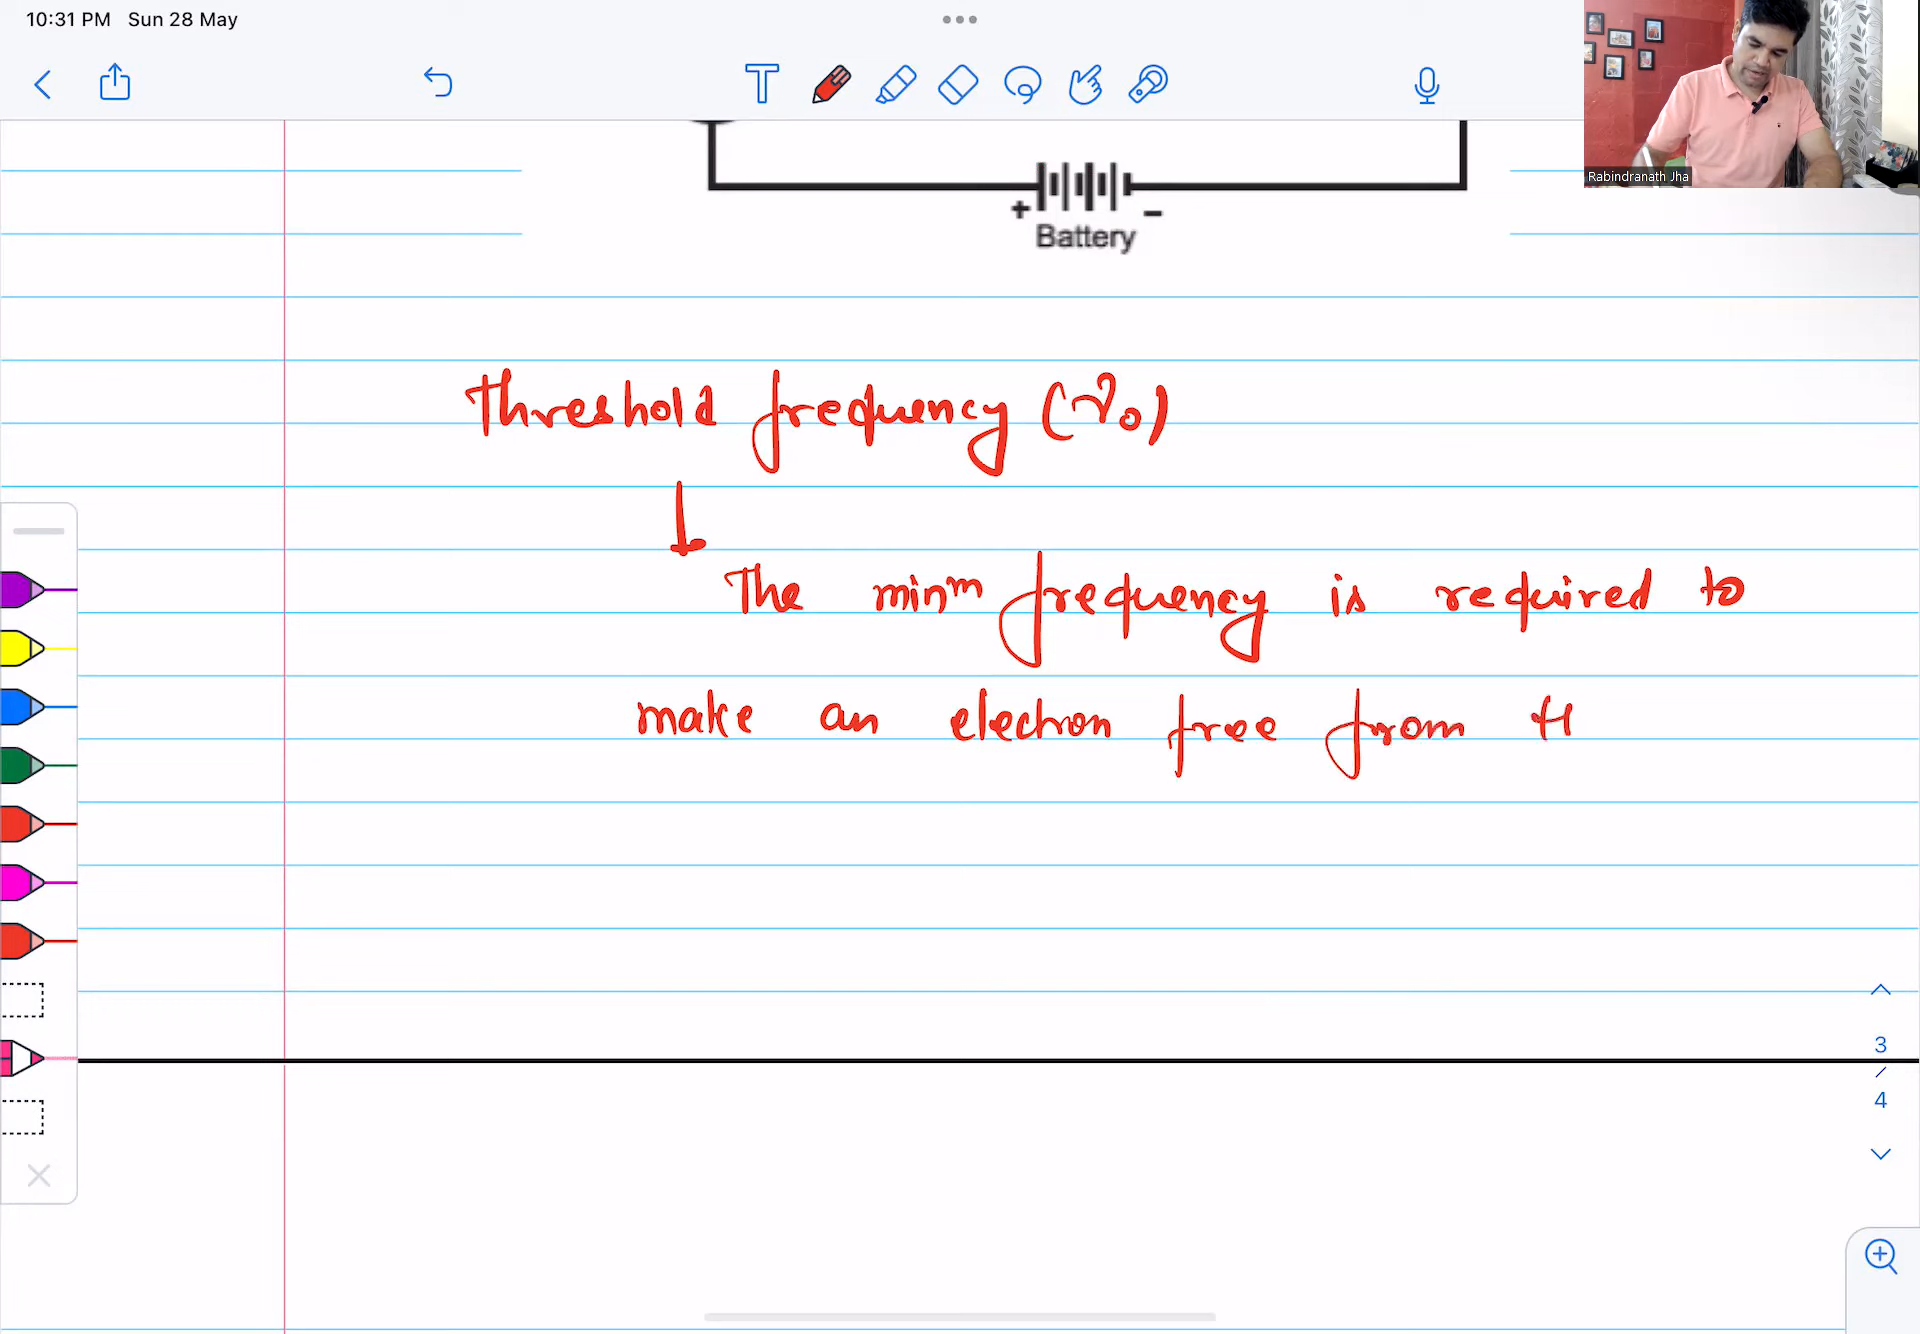 10:31 PM Sun 28 May
Rabindranath Jha
+ −
Battery
Threshold frequency (ν₀)
The minᵐ frequency is required to
make an electron free from
3
/
4